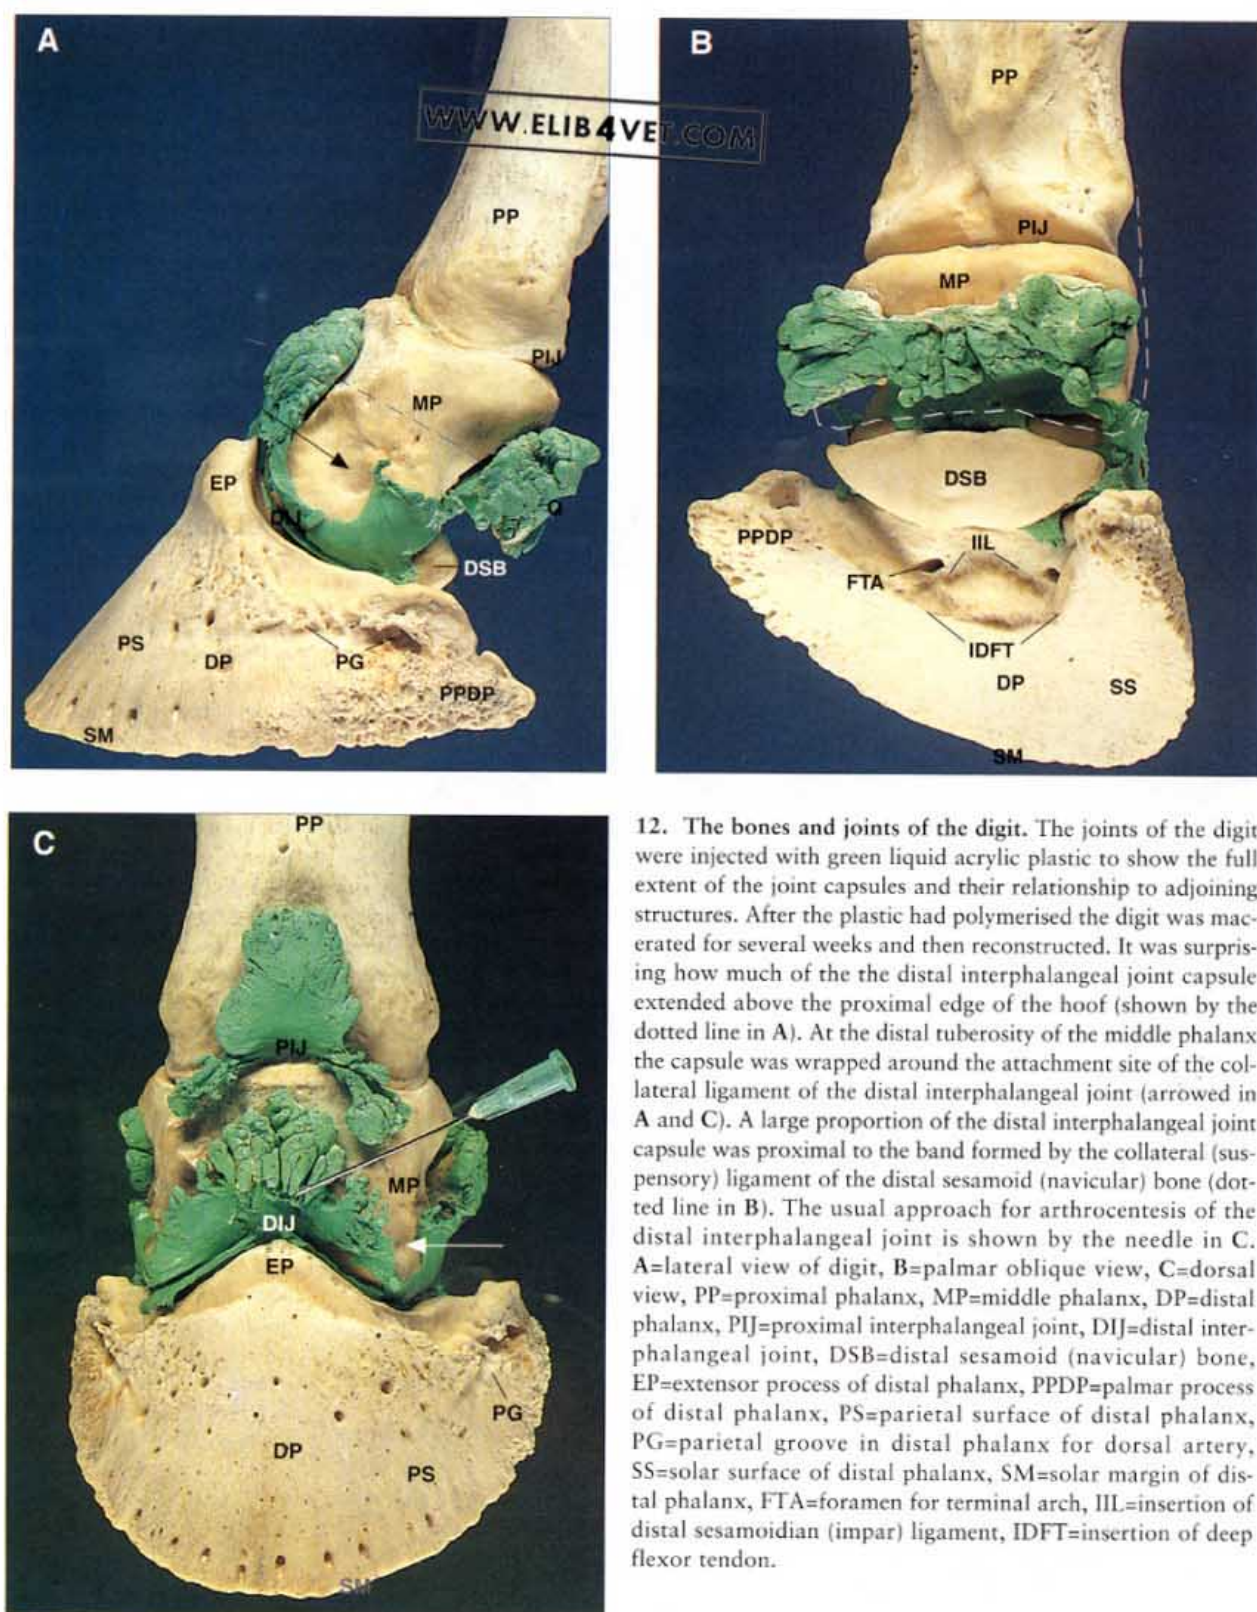 A
WWW.ELIB4VET.COM
PP
PIJ
MP
EP
DIJ
Q
DSB
PS
DP
PG
PPDP
SM
B
PP
PIJ
MP
DSB
PPDP
IIL
FTA
IDFT
DP
SS
SM
C
PP
PIJ
MP
DIJ
EP
PG
DP
PS
SM
12. The bones and joints of the digit. The joints of the digit
were injected with green liquid acrylic plastic to show the full
extent of the joint capsules and their relationship to adjoining
structures. After the plastic had polymerised the digit was mac-
erated for several weeks and then reconstructed. It was surpris-
ing how much of the the distal interphalangeal joint capsule
extended above the proximal edge of the hoof (shown by the
dotted line in A). At the distal tuberosity of the middle phalanx
the capsule was wrapped around the attachment site of the col-
lateral ligament of the distal interphalangeal joint (arrowed in
A and C). A large proportion of the distal interphalangeal joint
capsule was proximal to the band formed by the collateral (sus-
pensory) ligament of the distal sesamoid (navicular) bone (dot-
ted line in B). The usual approach for arthrocentesis of the
distal interphalangeal joint is shown by the needle in C.
A=lateral view of digit, B=palmar oblique view, C=dorsal
view, PP=proximal phalanx, MP=middle phalanx, DP=distal
phalanx, PIJ=proximal interphalangeal joint, DIJ=distal inter-
phalangeal joint, DSB=distal sesamoid (navicular) bone,
EP=extensor process of distal phalanx, PPDP=palmar process
of distal phalanx, PS=parietal surface of distal phalanx,
PG=parietal groove in distal phalanx for dorsal artery,
SS=solar surface of distal phalanx, SM=solar margin of dis-
tal phalanx, FTA=foramen for terminal arch, IIL=insertion of
distal sesamoidian (impar) ligament, IDFT=insertion of deep
flexor tendon.